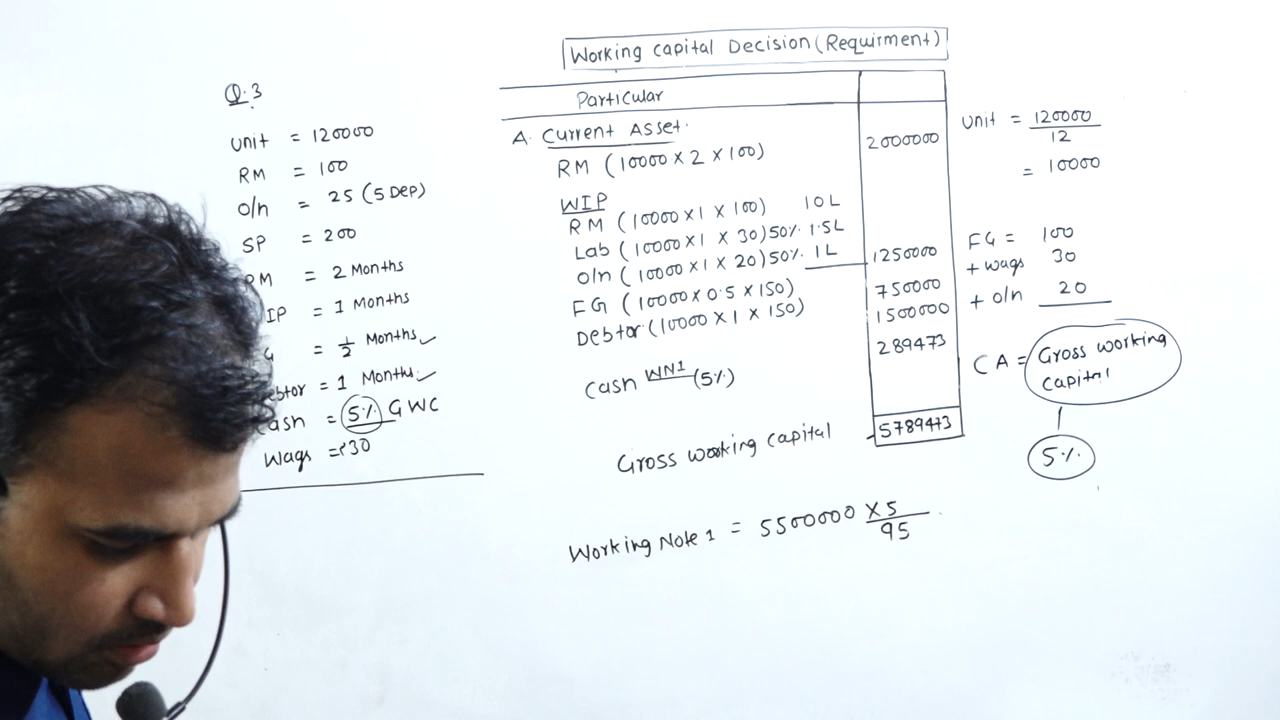 Working Capital Decision (Requirment)
Q.3
unit = 120000
RM = 100
O/h = 25 (5 Dep)
SP = 200
RM = 2 Months
IP = 1 Months
= 1/2 Months ✓
ebtor = 1 Months ✓
ash = 5% GWC
Wags = ₹30
Particular
A. Current Asset.
RM (10000 × 2 × 100) 2000000
WIP
RM (10000 × 1 × 100) 10L
Lab (10000 × 1 × 30) 50% 1.5L
O/h (10000 × 1 × 20) 50% 1L 1250000
FG (10000 × 0.5 × 150) 750000
Debtor (10000 × 1 × 150) 1500000
Cash WN1 (5%) 289473
Gross working capital 5789473
Working Note 1 = 5500000 × 5/95
unit = 120000/12
= 10000
FG = 100
+ wags 30
+ O/h 20
CA = Gross working
capital
5%